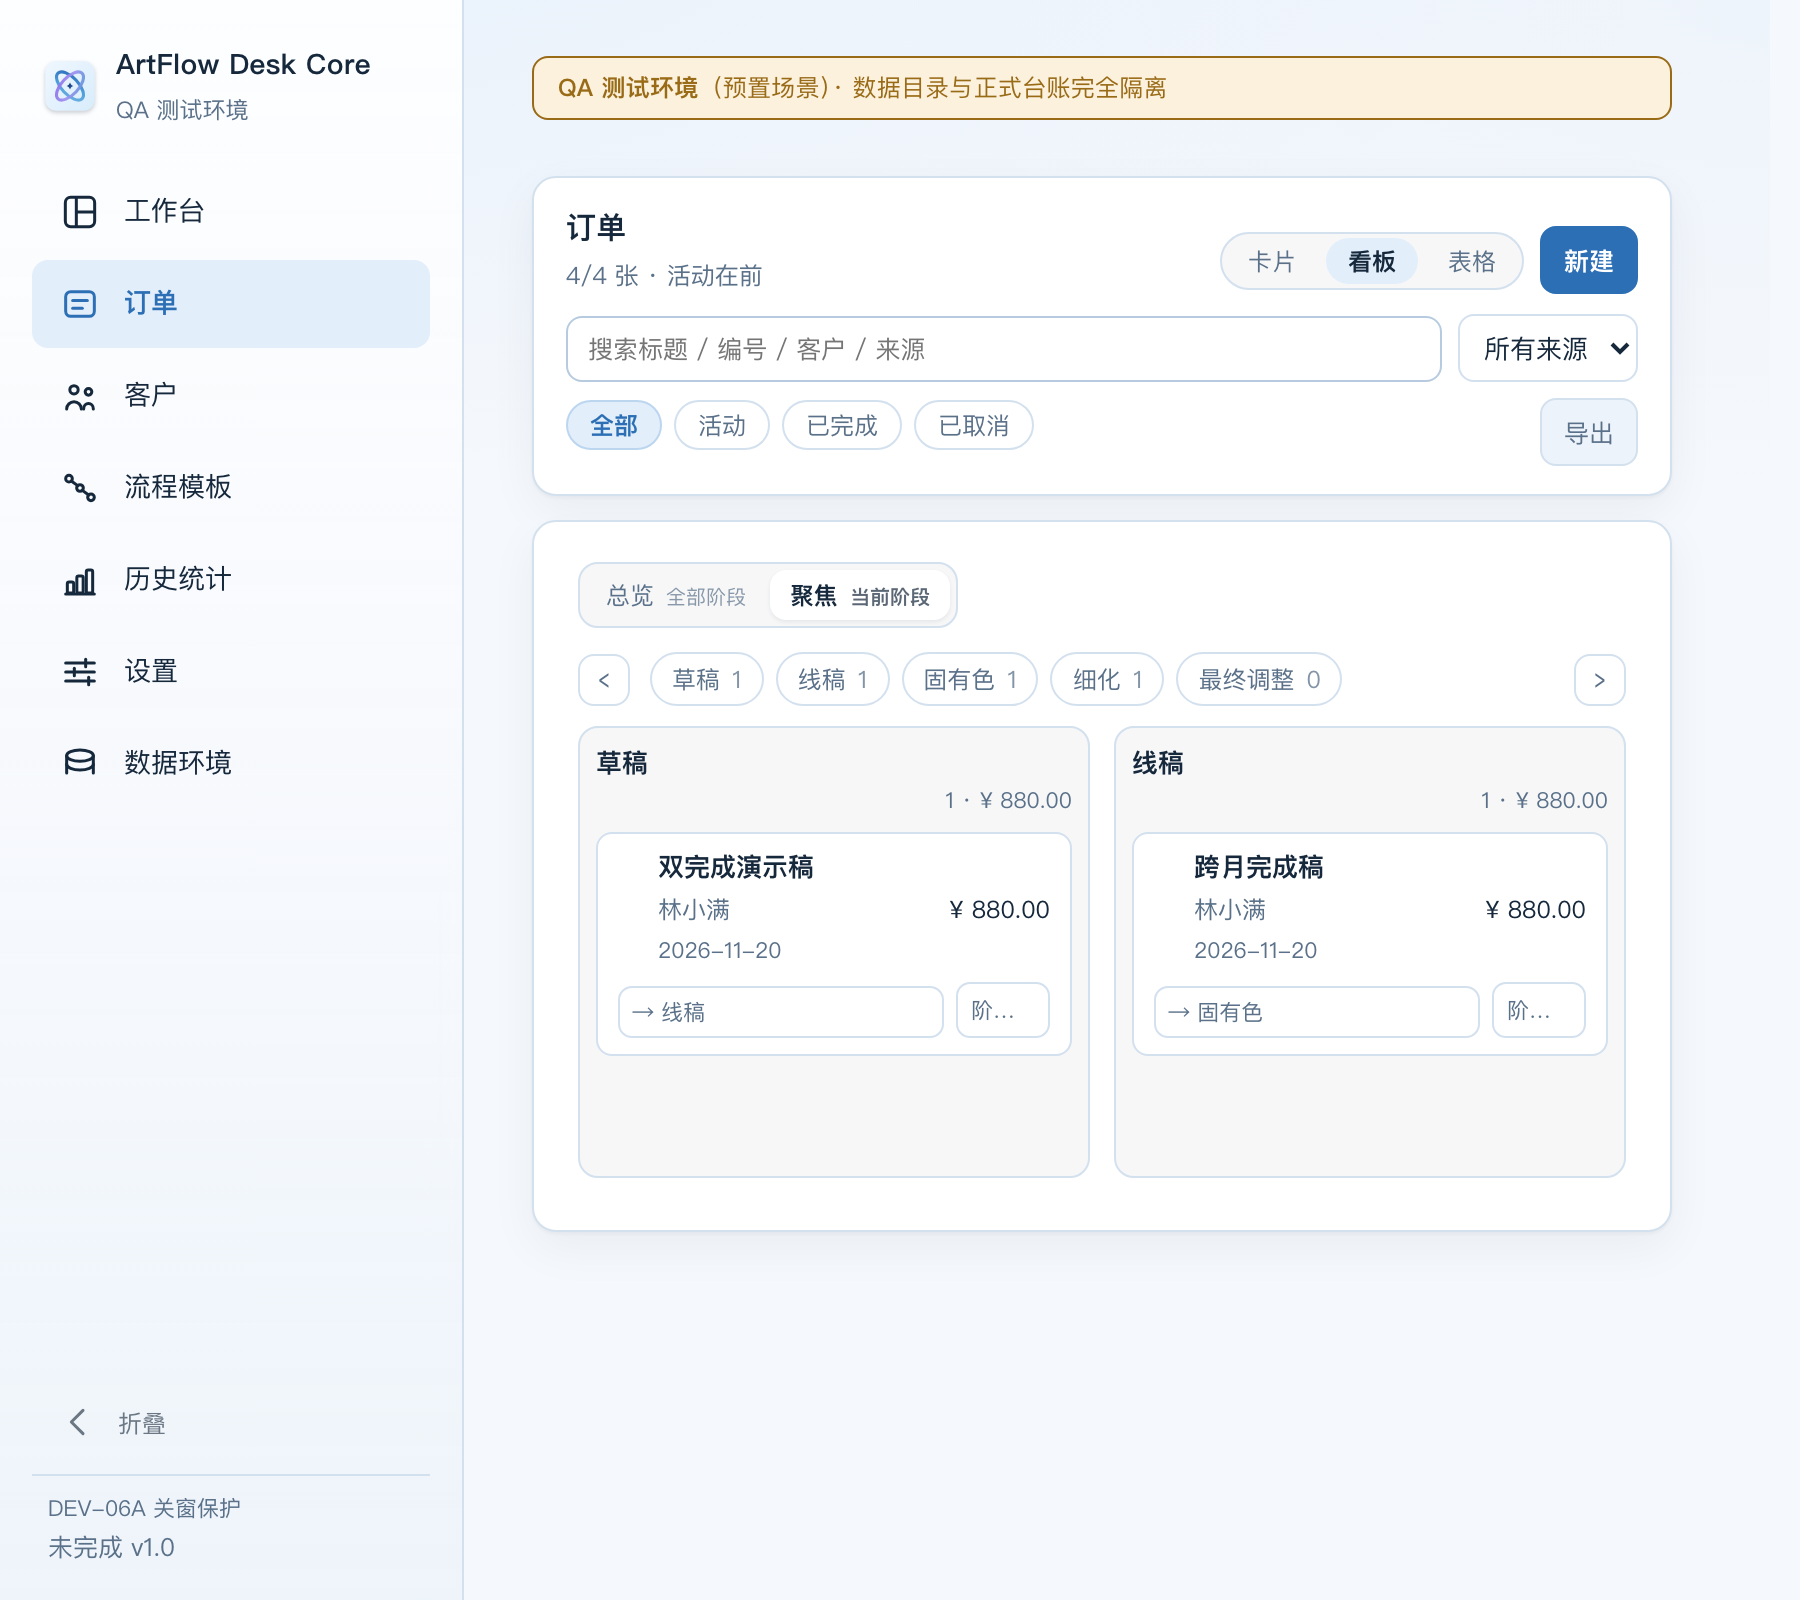 ArtFlow Desk Core
QA 测试环境
工作台
订单
客户
流程模板
历史统计
设置
数据环境
折叠
DEV-06A 关窗保护
未完成 v1.0
QA 测试环境（预置场景）· 数据目录与正式台账完全隔离
订单
4/4 张 · 活动在前
卡片 看板 表格 新建
搜索标题 / 编号 / 客户 / 来源 所有来源
全部 活动 已完成 已取消 导出
总览 全部阶段 聚焦 当前阶段
< 草稿 1 线稿 1 固有色 1 细化 1 最终调整 0 >
草稿
1 · ¥ 880.00
双完成演示稿
林小满 ¥ 880.00
2026-11-20
→ 线稿 阶…
线稿
1 · ¥ 880.00
跨月完成稿
林小满 ¥ 880.00
2026-11-20
→ 固有色 阶…